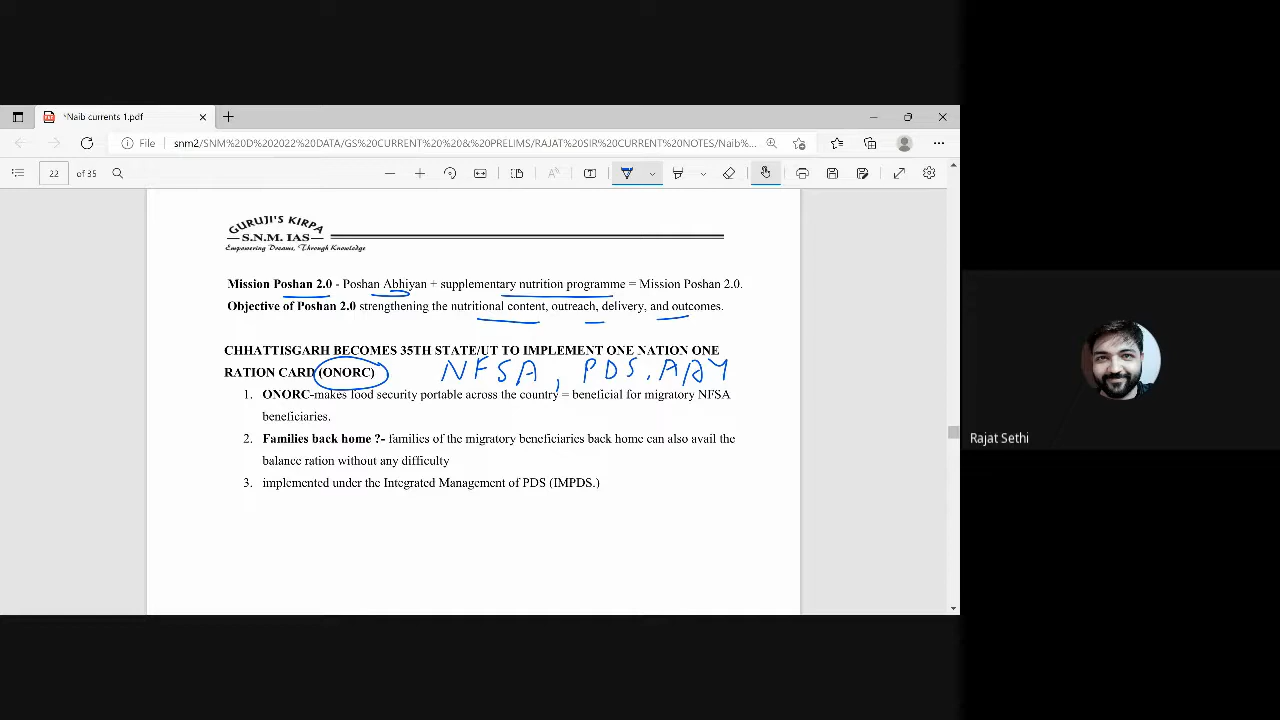 *Naib currents 1.pdf
File
snm2/SNM%20D%202022%20DATA/GS%20CURRENT%20%20&%20%20PRELIMS/RAJAT%20SIR%20CURRENT%20NOTES/Naib%...
22 of 35
GURUJI'S KIRPA
S.N.M. IAS
Empowering Dreams, Through Knowledge
Mission Poshan 2.0 - Poshan Abhiyan + supplementary nutrition programme = Mission Poshan 2.0.
Objective of Poshan 2.0 strengthening the nutritional content, outreach, delivery, and outcomes.
CHHATTISGARH BECOMES 35TH STATE/UT TO IMPLEMENT ONE NATION ONE
RATION CARD (ONORC) NFSA, PDS. AAY
1. ONORC-makes food security portable across the country = beneficial for migratory NFSA
beneficiaries.
2. Families back home ?- families of the migratory beneficiaries back home can also avail the
balance ration without any difficulty
3. implemented under the Integrated Management of PDS (IMPDS.)
Rajat Sethi